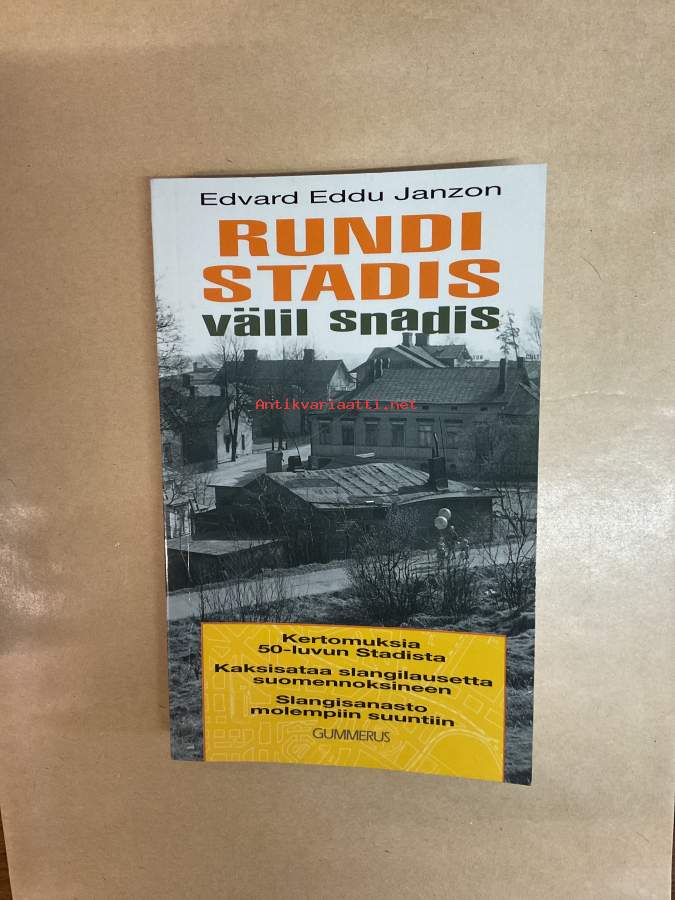 Edvard Eddu Janzon
RUNDI
STADIS
välil snadis
Antikvariaatti.net
Kertomuksia
50-luvun Stadista
Kaksisataa slangilausetta
suomennoksineen
Slangisanasto
molempiin suuntiin
GUMMERUS